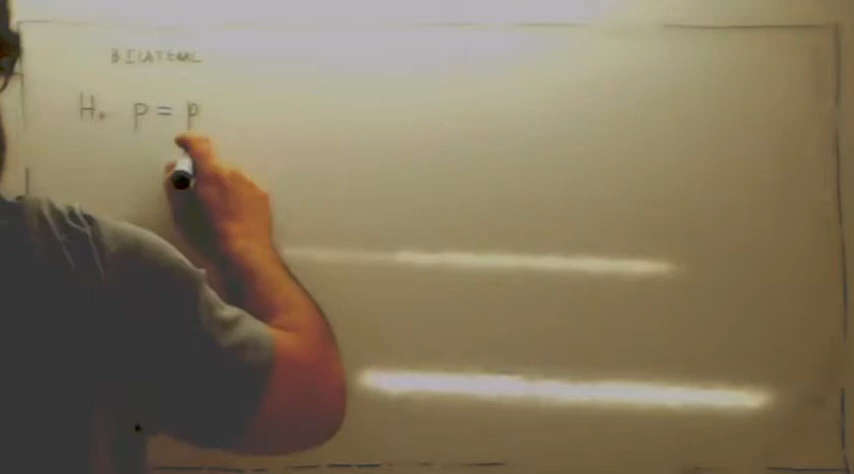 BILATERAL
H₀ p = p